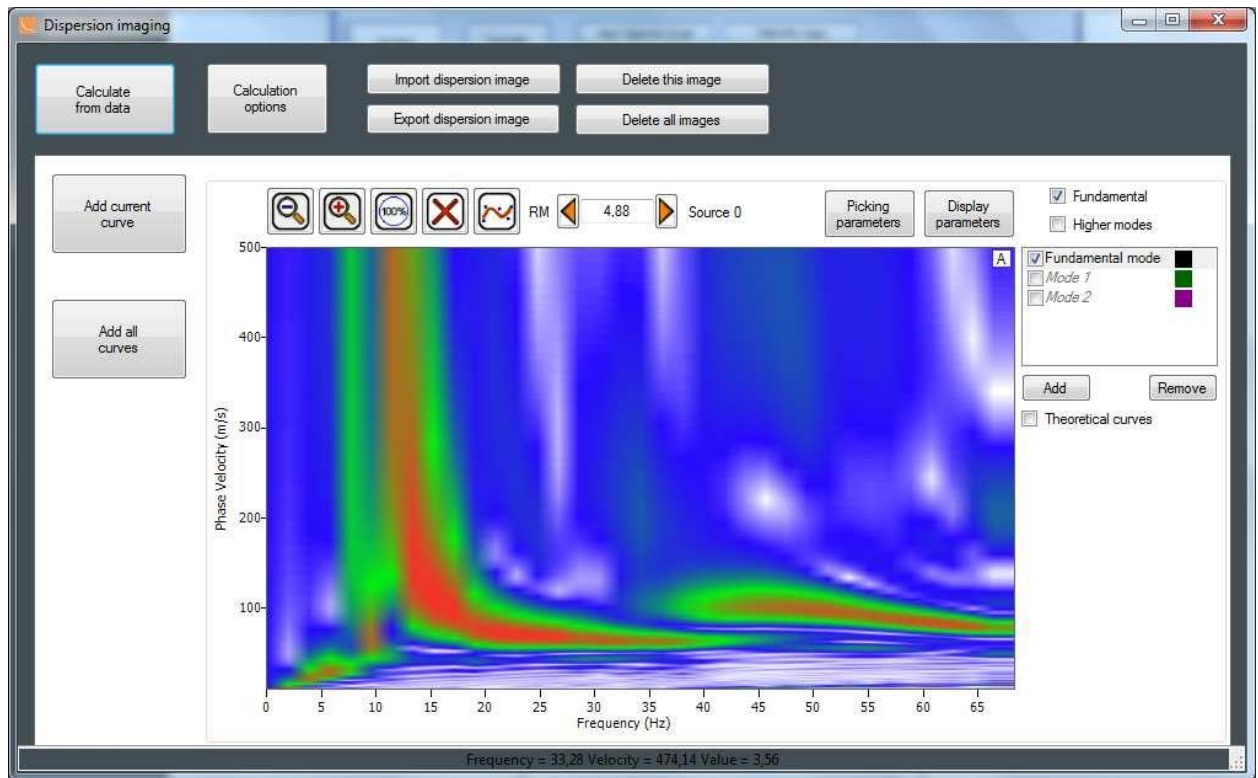 Dispersion imaging
Calculate
from data
Calculation
options
Import dispersion image
Delete this image
Export dispersion image
Delete all images
Add current
curve
Add all
curves
100%
RM
4.88
Source 0
Picking
parameters
Display
parameters
Fundamental
Higher modes
A
Fundamental mode
Mode 1
Mode 2
Add
Remove
Theoretical curves
Phase Velocity (m/s)
500
400
300
200
100
0 5 10 15 20 25 30 35 40 45 50 55 60 65
Frequency (Hz)
Frequency = 33,28 Velocity = 474,14 Value = 3,56